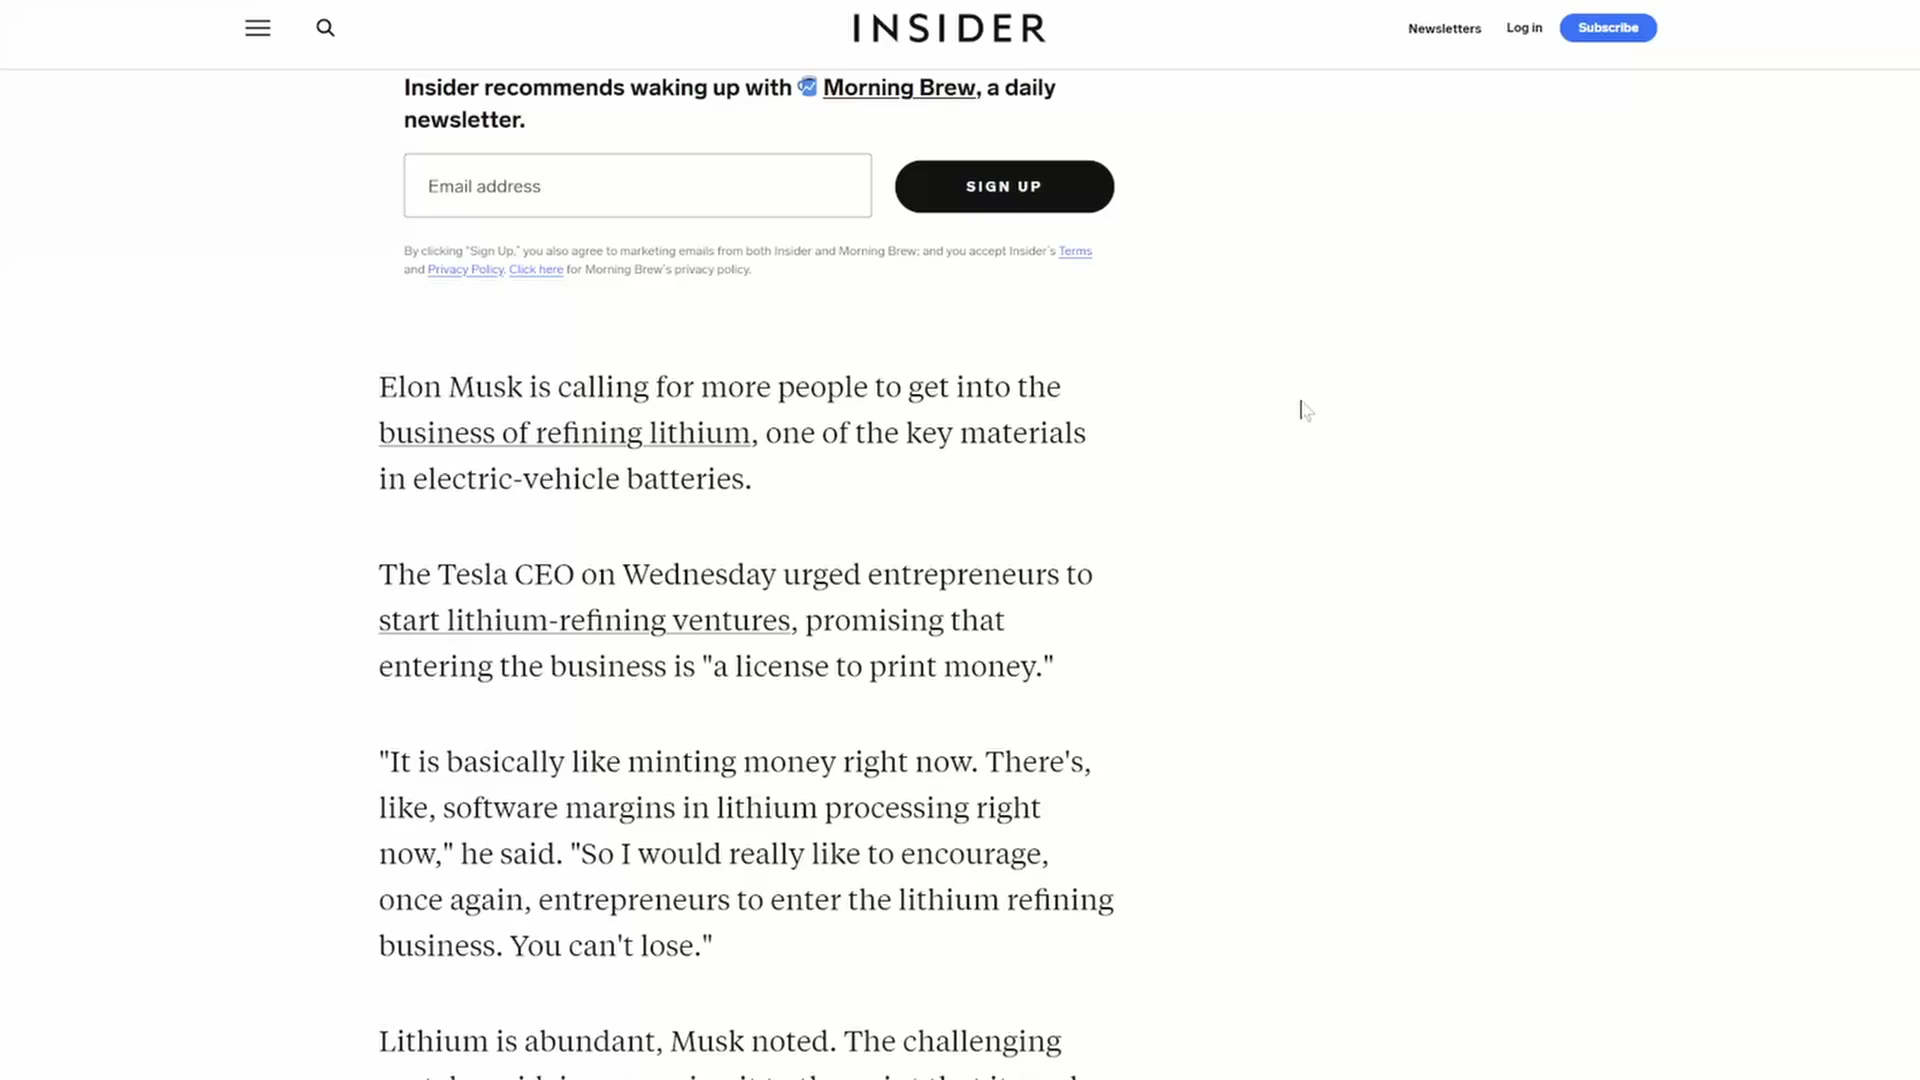 INSIDER
Newsletters Log in Subscribe
Insider recommends waking up with Morning Brew, a daily
newsletter.
Email address
SIGN UP
By clicking "Sign Up," you also agree to marketing emails from both Insider and Morning Brew; and you accept Insider's Terms
and Privacy Policy. Click here for Morning Brew's privacy policy.
Elon Musk is calling for more people to get into the
business of refining lithium, one of the key materials
in electric-vehicle batteries.
The Tesla CEO on Wednesday urged entrepreneurs to
start lithium-refining ventures, promising that
entering the business is "a license to print money."
"It is basically like minting money right now. There's,
like, software margins in lithium processing right
now," he said. "So I would really like to encourage,
once again, entrepreneurs to enter the lithium refining
business. You can't lose."
Lithium is abundant, Musk noted. The challenging